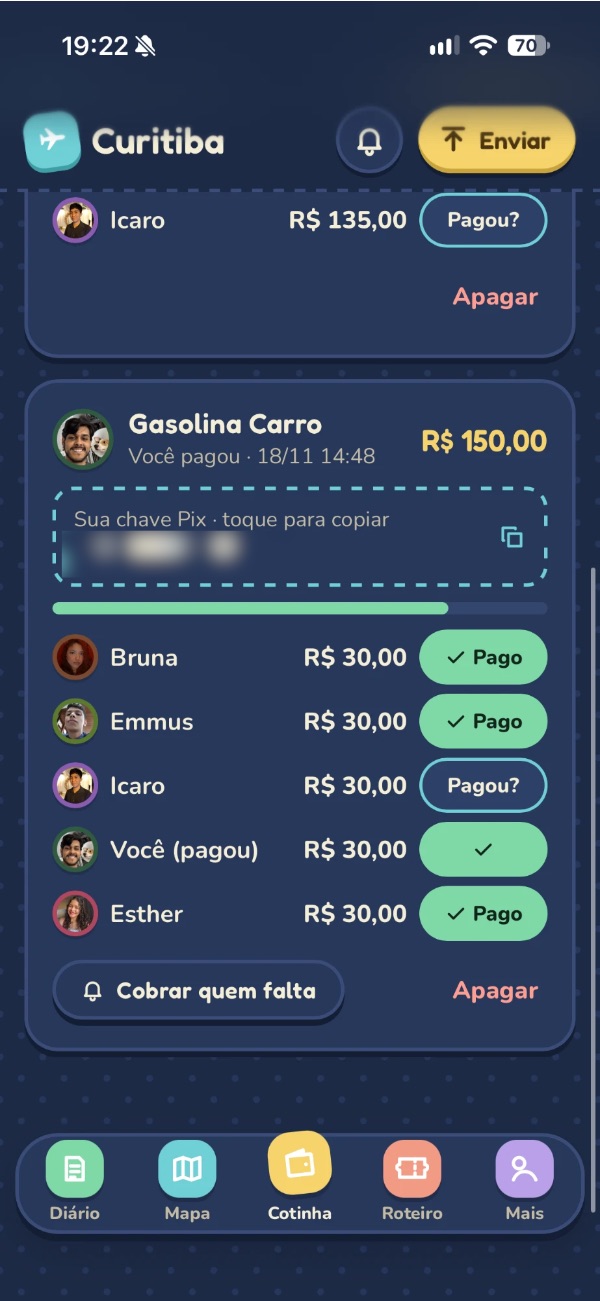 19:22
70
Curitiba
Enviar
Icaro R$ 135,00 Pagou?
Apagar
Gasolina Carro
R$ 150,00
Você pagou · 18/11 14:48
Sua chave Pix · toque para copiar
Bruna R$ 30,00 Pago
Emmus R$ 30,00 Pago
Icaro R$ 30,00 Pagou?
Você (pagou) R$ 30,00
Esther R$ 30,00 Pago
Cobrar quem falta
Apagar
Diário Mapa Cotinha Roteiro Mais